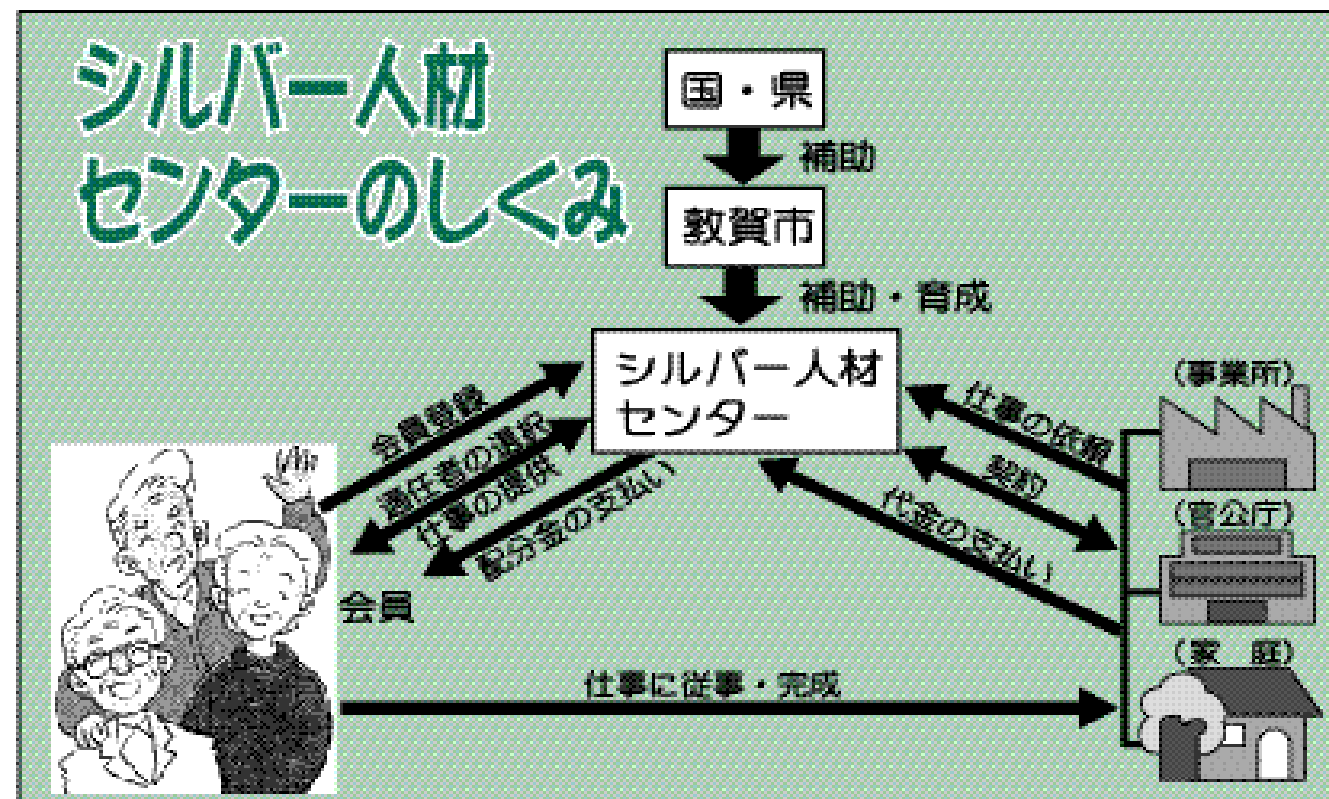 シルバー人材
センターのしくみ
国・県
補助
敦賀市
補助・育成
シルバー人材
センター
会員登録
適任者の選択
仕事の提供
配分金の支払い
会員
仕事の依頼
契約
代金の支払い
(事業所)
(官公庁)
(家 庭)
仕事に従事・完成